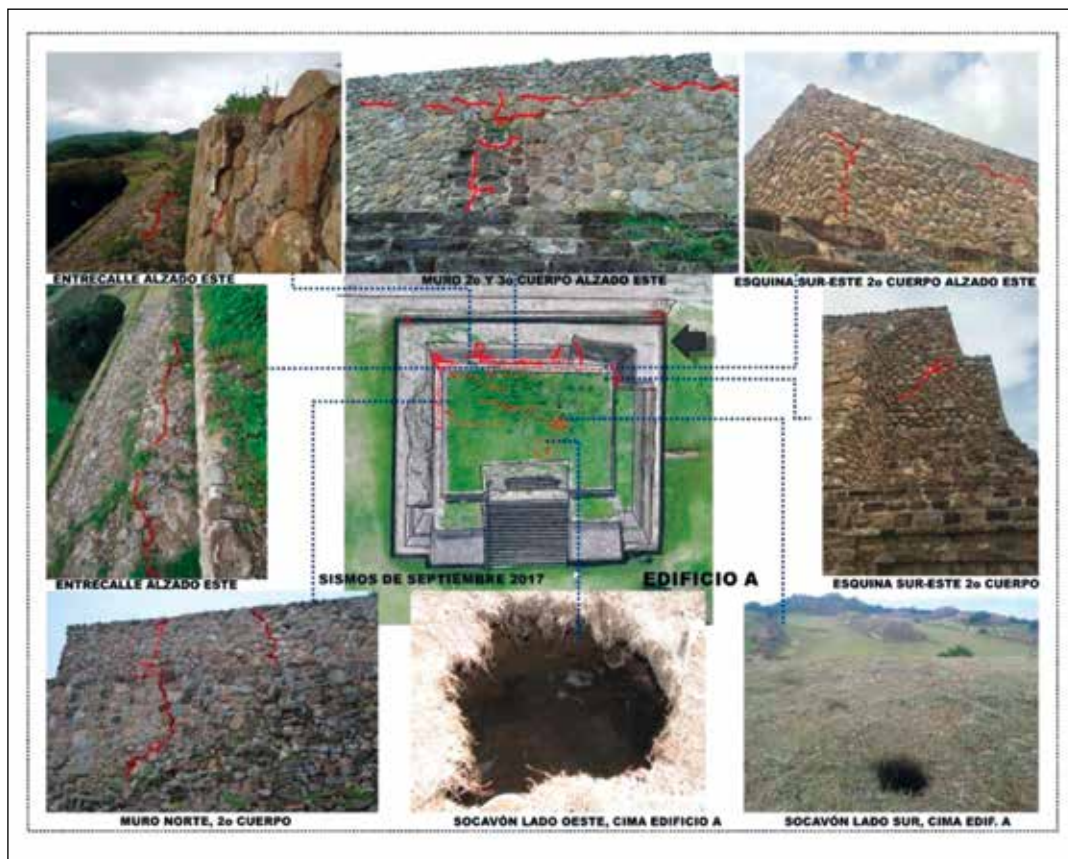 ENTRECALLE ALZADO ESTE
MURO 2o Y 3o CUERPO ALZADO ESTE
ESQUINA SUR-ESTE 2o CUERPO ALZADO ESTE
ENTRECALLE ALZADO ESTE
SISMOS DE SEPTIEMBRE 2017
EDIFICIO A
ESQUINA SUR-ESTE 2o CUERPO
MURO NORTE, 2o CUERPO
SOCAVÓN LADO OESTE, CIMA EDIFICIO A
SOCAVÓN LADO SUR, CIMA EDIF. A